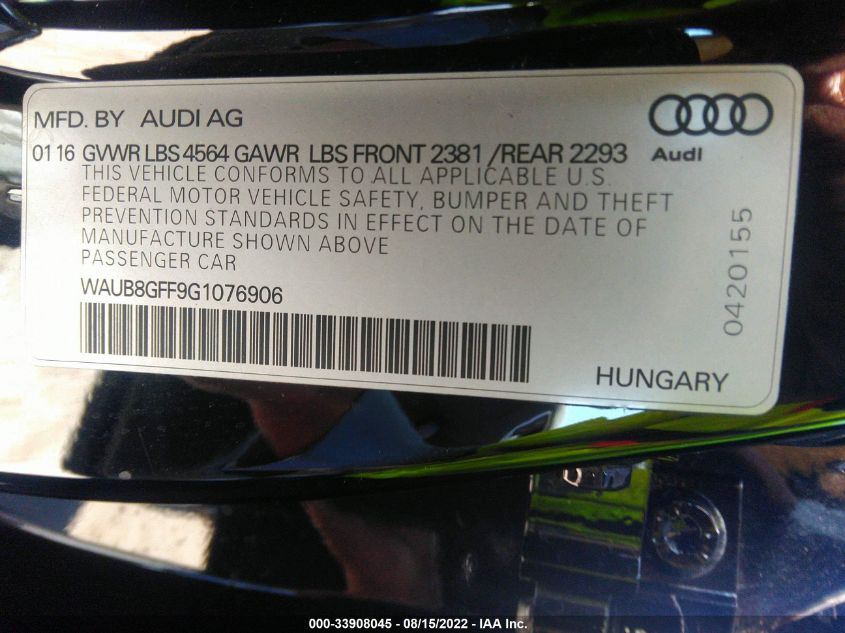 MFD. BY AUDI AG
01 16 GVWR LBS 4564 GAWR LBS FRONT 2381 /REAR 2293
Audi
THIS VEHICLE CONFORMS TO ALL APPLICABLE U.S.
FEDERAL MOTOR VEHICLE SAFETY, BUMPER AND THEFT
PREVENTION STANDARDS IN EFFECT ON THE DATE OF
MANUFACTURE SHOWN ABOVE
PASSENGER CAR
WAUB8GFF9G1076906
0420155
HUNGARY
000-33908045 - 08/15/2022 - IAA Inc.